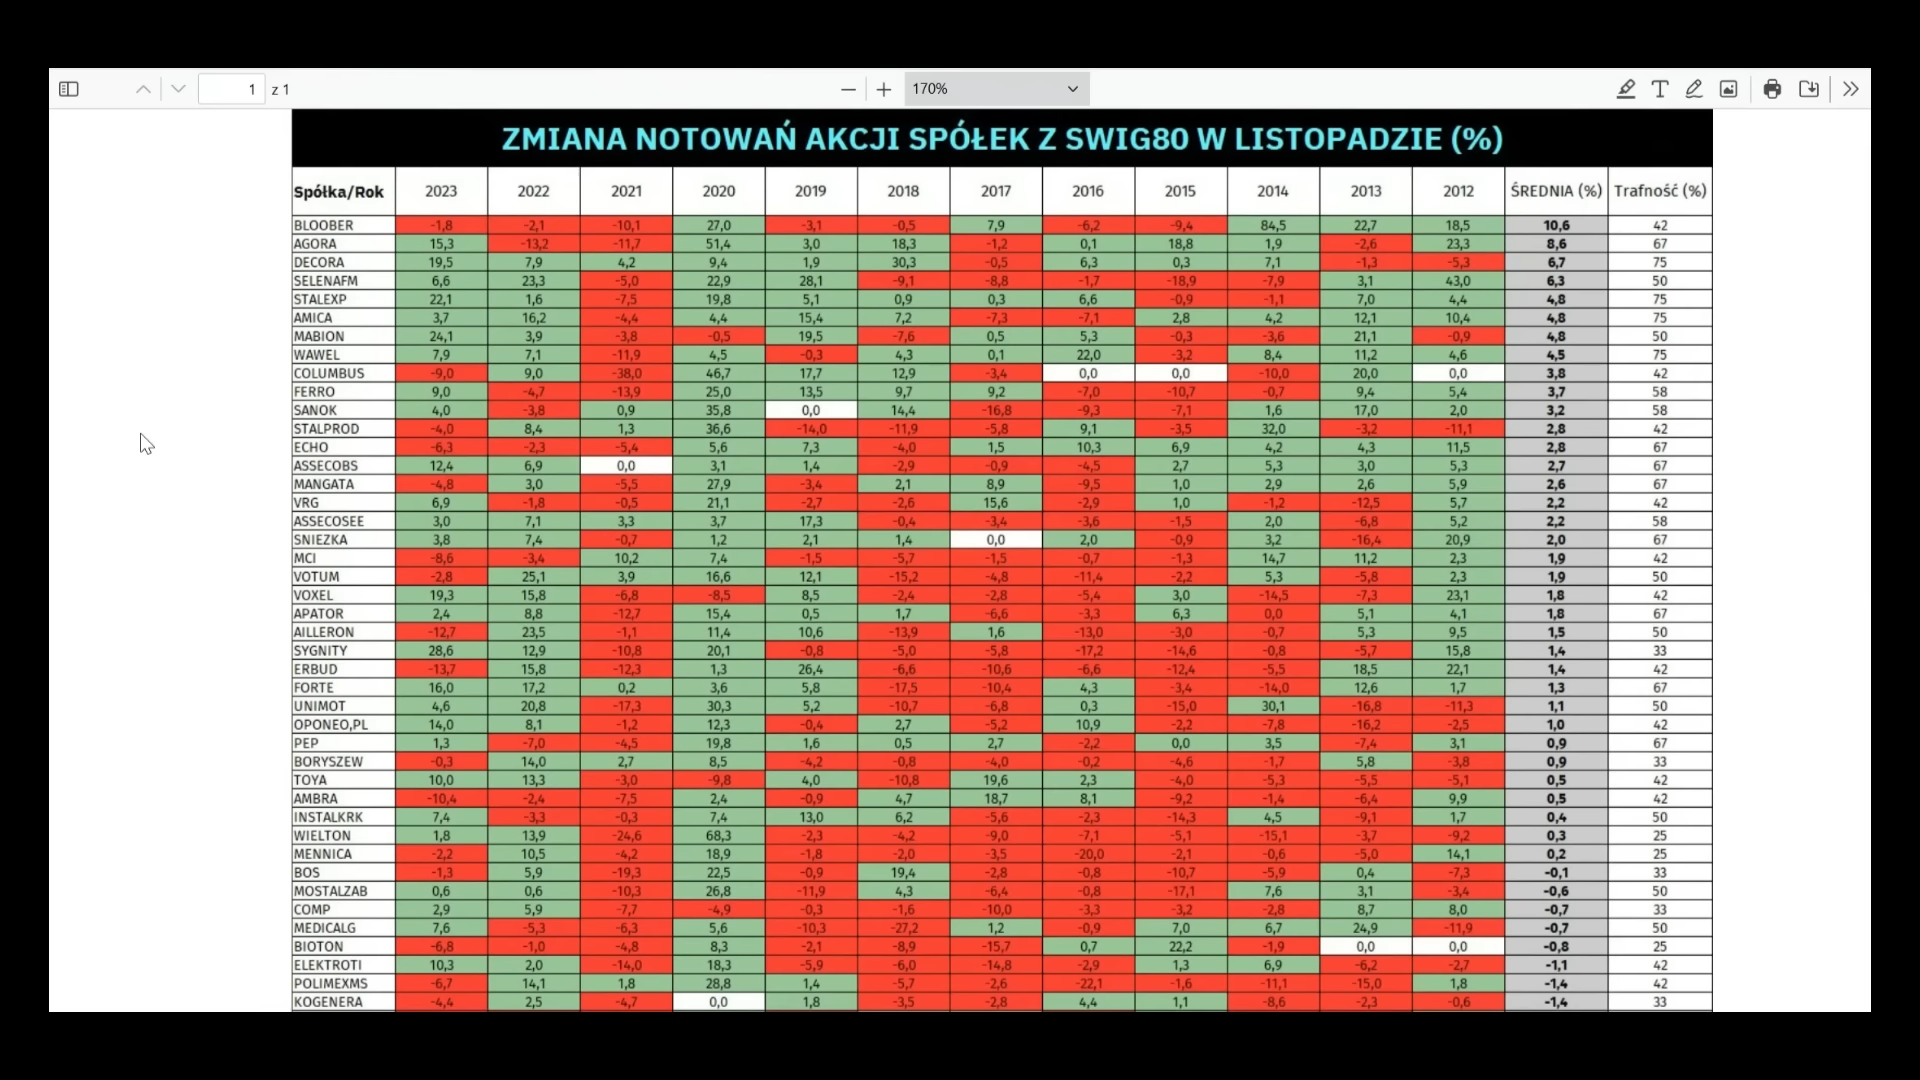 1 z 1 170%
ZMIANA NOTOWAŃ AKCJI SPÓŁEK Z SWIG80 W LISTOPADZIE (%)
Spółka/Rok 2023 2022 2021 2020 2019 2018 2017 2016 2015 2014 2013 2012 ŚREDNIA (%) Trafność (%)
BLOOBER -1,8 -2,1 -10,1 27,0 -3,1 -0,5 7,9 -6,2 -9,4 84,5 22,7 18,5 10,6 42
AGORA 15,3 -13,2 -11,7 51,4 3,0 18,3 -1,2 0,1 18,8 1,9 -2,6 23,3 8,6 67
DECORA 19,5 7,9 4,2 9,4 1,9 30,3 -0,5 6,3 0,3 7,1 -1,3 -5,3 6,7 75
SELENAFM 6,6 23,3 -5,0 22,9 28,1 -9,1 -8,8 -1,7 -18,9 -7,9 3,1 43,0 6,3 50
STALEXP 22,1 1,6 -7,5 19,8 5,1 0,9 0,3 6,6 -0,9 -1,1 7,0 4,4 4,8 75
AMICA 3,7 16,2 -4,4 4,4 15,4 7,2 -7,3 -7,1 2,8 4,2 12,1 10,4 4,8 75
MABION 24,1 3,9 -3,8 -0,5 19,5 -7,6 0,5 5,3 -0,3 -3,6 21,1 -0,9 4,8 50
WAWEL 7,9 7,1 -11,9 4,5 -0,3 4,3 0,1 22,0 -3,2 8,4 11,2 4,6 4,5 75
COLUMBUS -9,0 9,0 -38,0 46,7 17,7 12,9 -3,4 0,0 0,0 -10,0 20,0 0,0 3,8 42
FERRO 9,0 -4,7 -13,9 25,0 13,5 9,7 9,2 -7,0 -10,7 -0,7 9,4 5,4 3,7 58
SANOK 4,0 -3,8 0,9 35,8 0,0 14,4 -16,8 -9,3 -7,1 1,6 17,0 2,0 3,2 58
STALPROD -4,0 8,4 1,3 36,6 -14,0 -11,9 -5,8 9,1 -3,5 32,0 -3,2 -11,1 2,8 42
ECHO -6,3 -2,3 -5,4 5,6 7,3 -4,0 1,5 10,3 6,9 4,2 4,3 11,5 2,8 67
ASSECOBS 12,4 6,9 0,0 3,1 1,4 -2,9 -0,9 -4,5 2,7 5,3 3,0 5,3 2,7 67
MANGATA -4,8 3,0 -5,5 27,9 -3,4 2,1 8,9 -9,5 1,0 2,9 2,6 5,9 2,6 67
VRG 6,9 -1,8 -0,5 21,1 -2,7 -2,6 15,6 -2,9 1,0 -1,2 -12,5 5,7 2,2 42
ASSECOSEE 3,0 7,1 3,3 3,7 17,3 -0,4 -3,4 -3,6 -1,5 2,0 -6,8 5,2 2,2 58
SNIEZKA 3,8 7,4 -0,7 1,2 2,1 1,4 0,0 2,0 -0,9 3,2 -16,4 20,9 2,0 67
MCI -8,6 -3,4 10,2 7,4 -1,5 -5,7 -1,5 -0,7 -1,3 14,7 11,2 2,3 1,9 42
VOTUM -2,8 25,1 3,9 16,6 12,1 -15,2 -4,8 -11,4 -2,2 5,3 -5,8 2,3 1,9 50
VOXEL 19,3 15,8 -6,8 -8,5 8,5 -2,4 -2,8 -5,4 3,0 -14,5 -7,3 23,1 1,8 42
APATOR 2,4 8,8 -12,7 15,4 0,5 1,7 -6,6 -3,3 6,3 0,0 5,1 4,1 1,8 67
AILLERON -12,7 23,5 -1,1 11,4 10,6 -13,9 1,6 -13,0 -3,0 -0,7 5,3 9,5 1,5 50
SYGNITY 28,6 12,9 -10,8 20,1 -0,8 -5,0 -5,8 -17,2 -14,6 -0,8 -5,7 15,8 1,4 33
ERBUD -13,7 15,8 -12,3 1,3 26,4 -6,6 -10,6 -6,6 -12,4 -5,5 18,5 22,1 1,4 42
FORTE 16,0 17,2 0,2 3,6 5,8 -17,5 -10,4 4,3 -3,4 -14,0 12,6 1,7 1,3 67
UNIMOT 4,6 20,8 -17,3 30,3 5,2 -10,7 -6,8 0,3 -15,0 30,1 -16,8 -11,3 1,1 50
OPONEO,PL 14,0 8,1 -1,2 12,3 -0,4 2,7 -5,2 10,9 -2,2 -7,8 -16,2 -2,5 1,0 42
PEP 1,3 -7,0 -4,5 19,8 1,6 0,5 2,7 -2,2 0,0 3,5 -7,4 3,1 0,9 67
BORYSZEW -0,3 14,0 2,7 8,5 -4,2 -0,8 -4,0 -0,2 -4,6 -1,7 5,8 -3,8 0,9 33
TOYA 10,0 13,3 -3,0 -9,8 4,0 -10,8 19,6 2,3 -4,0 -5,3 -5,5 -5,1 0,5 42
AMBRA -10,4 -2,4 -7,5 2,4 -0,9 4,7 18,7 8,1 -9,2 -1,4 -6,4 9,9 0,5 42
INSTALKRK 7,4 -3,3 -0,3 7,4 13,0 6,2 -5,6 -2,3 -14,3 4,5 -9,1 1,7 0,4 50
WIELTON 1,8 13,9 -24,6 68,3 -2,3 -4,2 -9,0 -7,1 -5,1 -15,1 -3,7 -9,2 0,3 25
MENNICA -2,2 10,5 -4,2 18,9 -1,8 -2,0 -3,5 -20,0 -2,1 -0,6 -5,0 14,1 0,2 25
BOS -1,3 5,9 -19,3 22,5 -0,9 19,4 -2,8 -0,8 -10,7 -5,9 0,4 -7,3 -0,1 33
MOSTALZAB 0,6 0,6 -10,3 26,8 -11,9 4,3 -6,4 -0,8 -17,1 7,6 3,1 -3,4 -0,6 50
COMP 2,9 5,9 -7,7 -4,9 -0,3 -1,6 -10,0 -3,3 -3,2 -2,8 8,7 8,0 -0,7 33
MEDICALG 7,6 -5,3 -6,3 5,6 -10,3 -27,2 1,2 -0,9 7,0 6,7 24,9 -11,9 -0,7 50
BIOTON -6,8 -1,0 -4,8 8,3 -2,1 -8,9 -15,7 0,7 22,2 -1,9 0,0 0,0 -0,8 25
ELEKTROTI 10,3 2,0 -14,0 18,3 -5,9 -6,0 -14,8 -2,9 1,3 6,9 -6,2 -2,7 -1,1 42
POLIMEXMS -6,7 14,1 1,8 28,8 1,4 -5,7 -2,6 -22,1 -1,6 -11,1 -15,0 1,8 -1,4 42
KOGENERA -4,4 2,5 -4,7 0,0 1,8 -3,5 -2,8 4,4 1,1 -8,6 -2,3 -0,6 -1,4 33